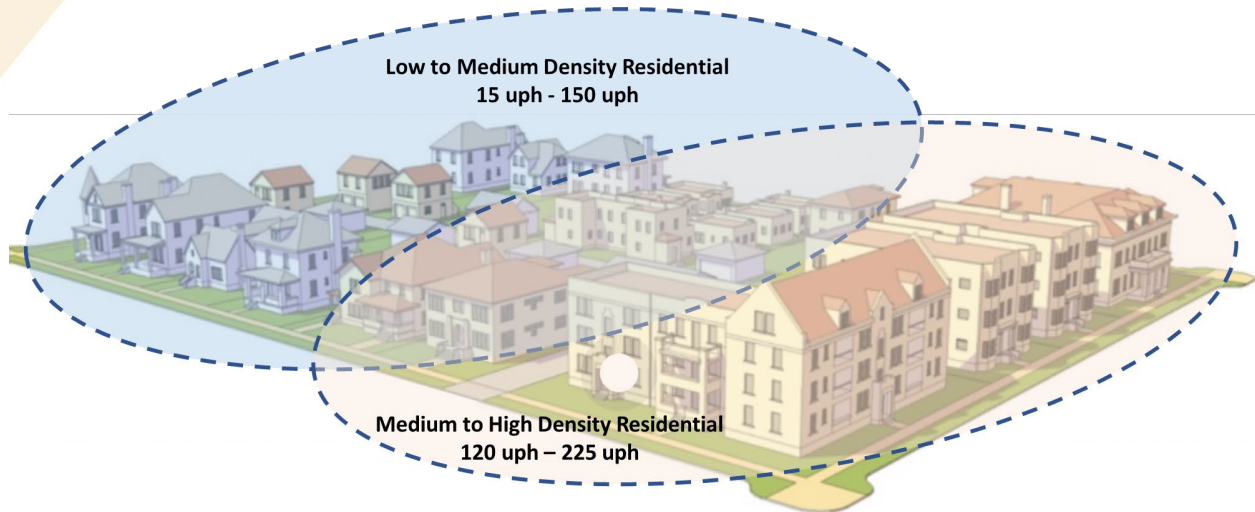 Low to Medium Density Residential
15 uph - 150 uph
Medium to High Density Residential
120 uph – 225 uph